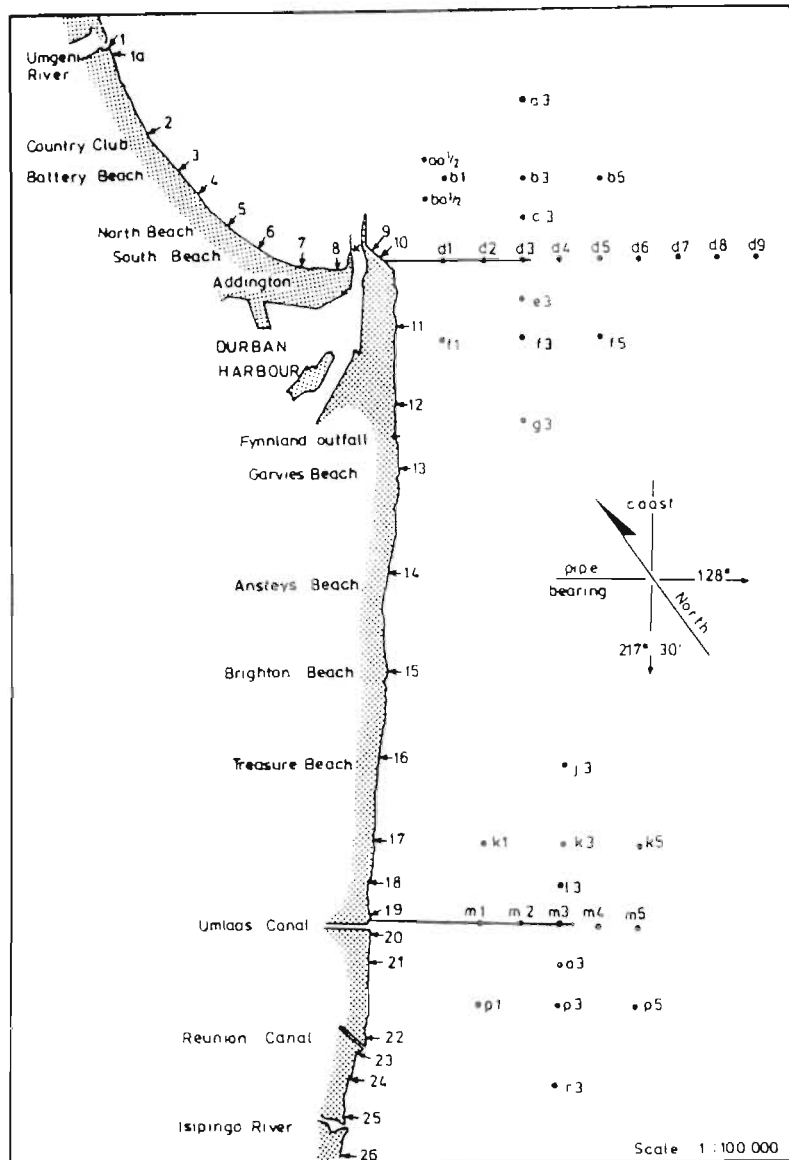 1
1a
Umgeni
River
a3
2
Country Club
3
aa½
Battery Beach
4
b1 b3 b5
ba½
5
c3
North Beach
6
9
South Beach
7
8
10
d1 d2 d3 d4 d5 d6 d7 d8 d9
Addington
e3
11
DURBAN
f1 f3 f5
HARBOUR
12
g3
Fynnland outfall
13
Garvies Beach
coast
14
Ansteys Beach
pipe
bearing
128°
North
217° 30'
15
Brighton Beach
16
Treasure Beach
j3
17
k1 k3 k5
18
l3
19
m1 m2 m3 m4 m5
Umlaas Canal
20
21
a3
p1 p3 p5
22
Reunion Canal
23
24
r3
25
Isipingo River
26
Scale 1:100 000